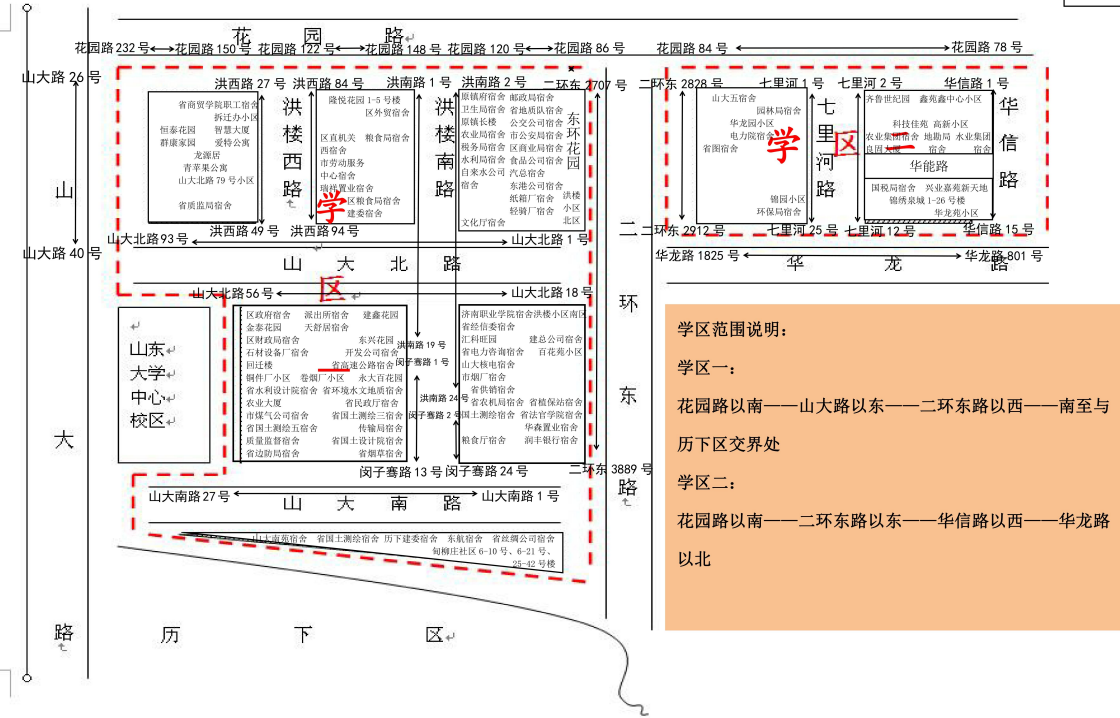 花 园 路
花园路232号 花园路150号 花园路122号 花园路148号 花园路120号 花园路86号 花园路84号 花园路78号
山大路26号
山大路40号
山 大 路
洪西路27号 洪西路84号 洪南路1号 洪南路2号 二环东2707号 二环东2828号 七里河1号 七里河2号 华信路1号
省商贸学院职工宿舍
拆迁办小区
恒泰花园 智慧大厦
群康家园 爱特公寓
龙源居
青苹果公寓
山大北路79号小区
省质监局宿舍
洪楼西路
隆悦花园1-5号楼
区外贸宿舍
区直机关 粮食局宿舍
西宿舍
市劳动服务
中心宿舍
瑞祥置业宿舍
区粮食局宿舍
建委宿舍
洪楼南路
原镇府宿舍 邮政局宿舍
卫生局宿舍 省地质队宿舍
原镇长楼 公交公司宿舍
农业局宿舍 市公安局宿舍
税务局宿舍 区商业局宿舍
水利局宿舍 食品公司宿舍
自来水公司 汽总宿舍
宿舍 东港公司宿舍
纸箱厂宿舍
轻骑厂宿舍
文化厅宿舍
东环花园
洪楼
小区
北区
山大五宿舍
园林局宿舍
华龙园小区
电力院宿舍
省图宿舍
锦园小区
环保局宿舍
七里河路
齐鲁世纪园 鑫苑鑫中心小区
科技佳苑 高新小区
农业集团宿舍 地勘局 水业集团
良园大厦 宿舍 宿舍
华能路
国税局宿舍 兴业嘉苑新天地
锦绣泉城1-26号楼
华龙苑小区
华信路
学 区 一
学 区 二
洪西路49号 洪西路94号
二环东2912号 七里河25号 七里河12号 华信路15号
山大北路93号 山大北路1号
山 大 北 路
华龙路1825号 华龙路801号
华 龙 路
二 环 东 路
山大北路56号 山大北路18号
山东
大学
中心
校区
区政府宿舍 派出所宿舍 建鑫花园
金泰花园 天舒居宿舍
区财政局宿舍 东兴花园
石材设备厂宿舍 开发公司宿舍
回迁楼 省高速公路宿舍
铜件厂小区 卷烟厂小区 永大百花园
省水利设计院宿舍 省环境水文地质宿舍
农业大厦 省民政厅宿舍
市煤气公司宿舍 省国土测绘三宿舍
省国土测绘五宿舍 传输局宿舍
质量监督宿舍 省国土设计院宿舍
省边防局宿舍 省烟草宿舍
洪南路19号
闵子骞路1号
洪南路24号
闵子骞路2号
济南职业学院宿舍洪楼小区南区
省经信委宿舍
汇科旺园 建总公司宿舍
省电力咨询宿舍 百花苑小区
山大核电宿舍
市烟厂宿舍
省供销宿舍
省农机局宿舍 省植保站宿舍
国土测绘宿舍 省法官学院宿舍
华森置业宿舍
粮食厅宿舍 润丰银行宿舍
闵子骞路13号 闵子骞路24号 二环东3889号
山大南路27号 山大南路1号
山 大 南 路
山大南苑宿舍 省国土测绘宿舍 历下建委宿舍 东航宿舍 省丝绸公司宿舍
甸柳庄社区6-10号、6-21号、
25-42号楼
历 下 区
学区范围说明：
学区一：
花园路以南——山大路以东——二环东路以西——南至与
历下区交界处
学区二：
花园路以南——二环东路以东——华信路以西——华龙路
以北